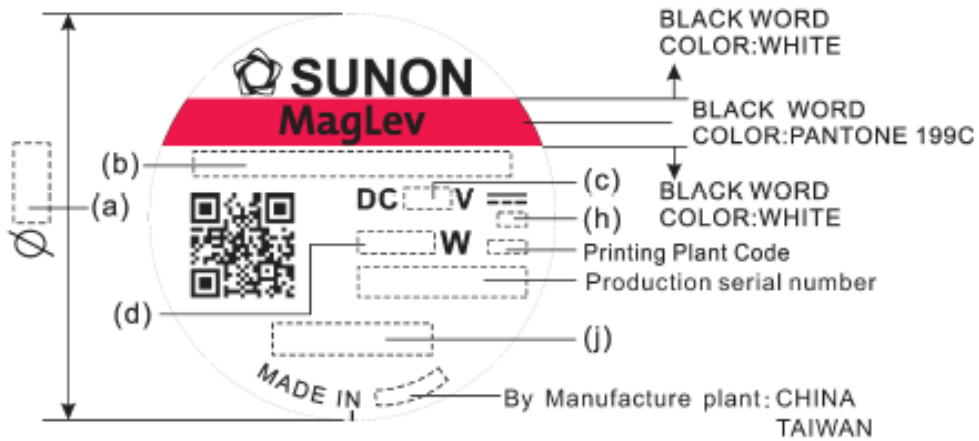 BLACK WORD
COLOR:WHITE
SUNON
MagLev
BLACK WORD
COLOR:PANTONE 199C
(b)
(c)
DC V
BLACK WORD
COLOR:WHITE
(a)
(h)
Ø
W
Printing Plant Code
Production serial number
(d)
(j)
MADE IN
By Manufacture plant: CHINA
TAIWAN